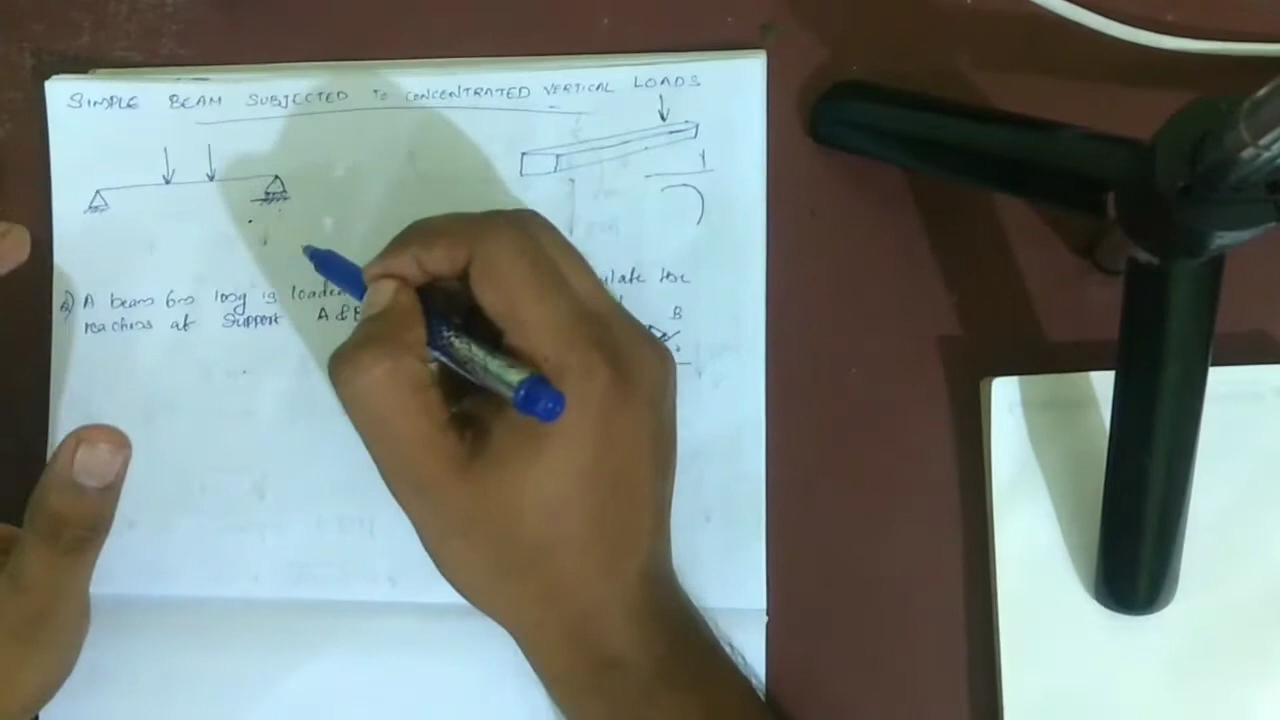 SIMPLE BEAM SUBJECTED TO CONCENTRATED VERTICAL LOADS
Q) A beam 6m long is loaded
reactions at support A & B
B